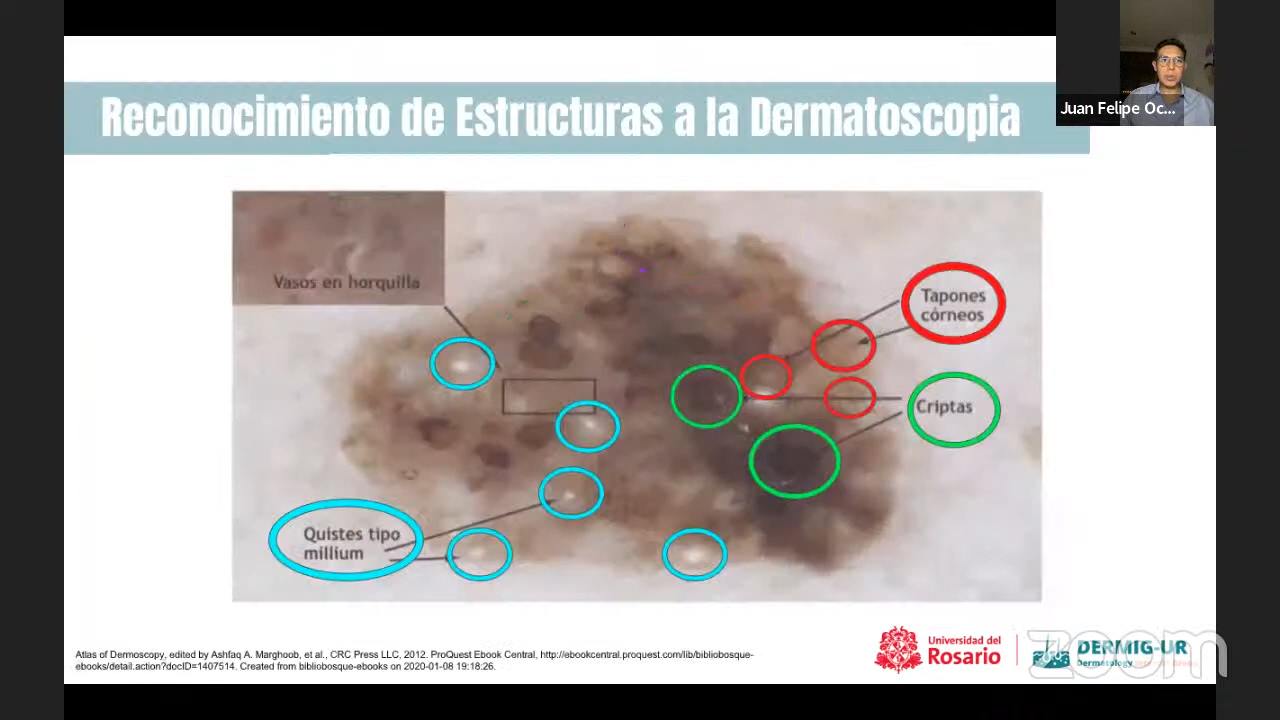 Juan Felipe Oc...
Reconocimiento de Estructuras a la Dermatoscopia
Vasos en horquilla
Tapones
córneos
Criptas
Quistes tipo
millium
Atlas of Dermoscopy, edited by Ashfaq A. Marghoob, et al., CRC Press LLC, 2012. ProQuest Ebook Central, http://ebookcentral.proquest.com/lib/bibliobosque-
ebooks/detail.action?docID=1407514. Created from bibliobosque-ebooks on 2020-01-08 19:18:26.
Universidad del
Rosario
DERMIG-UR
Dermatology
zoom